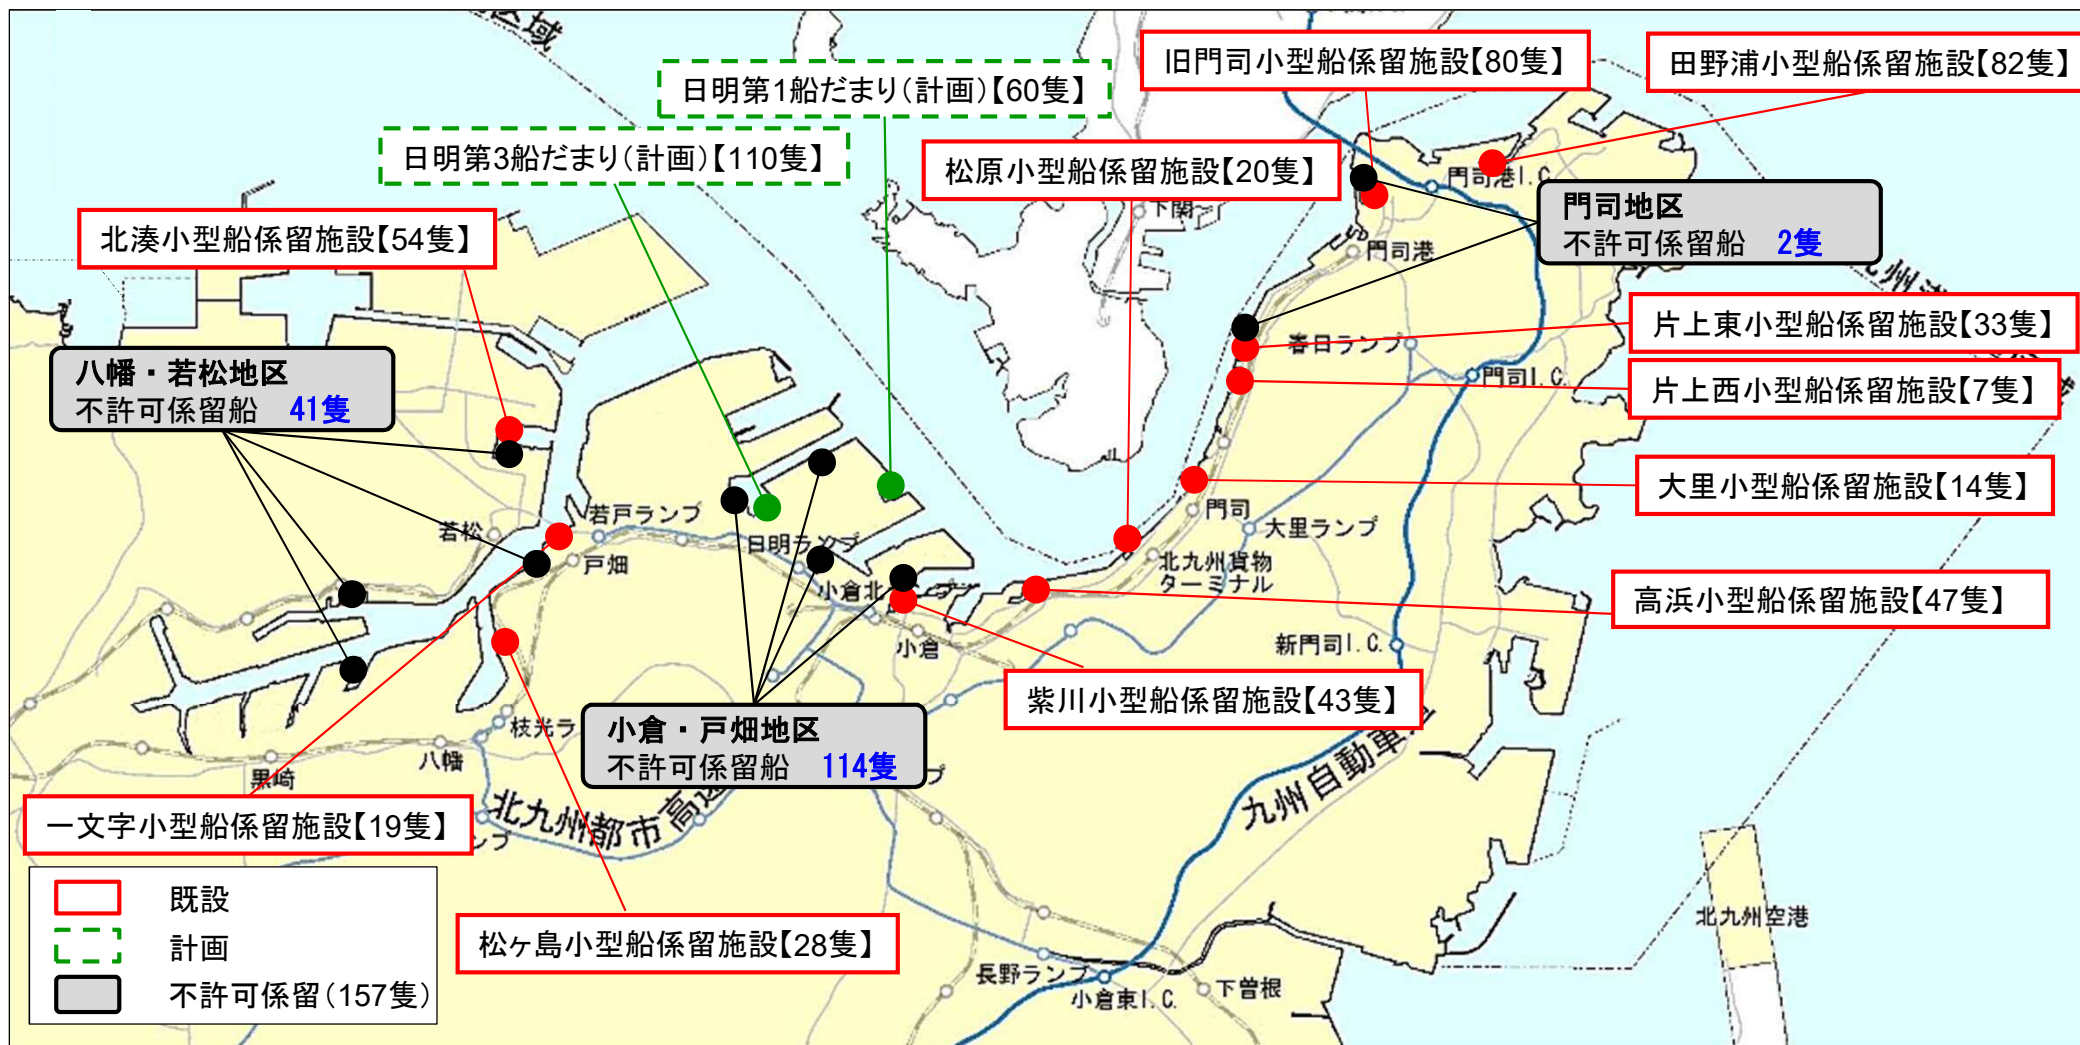 区域
旧門司小型船係留施設【80隻】
田野浦小型船係留施設【82隻】
日明第1船だまり（計画）【60隻】
日明第3船だまり（計画）【110隻】
松原小型船係留施設【20隻】
門司港I.C.
下関
門司地区
不許可係留船 2隻
北湊小型船係留施設【54隻】
門司港
片上東小型船係留施設【33隻】
春日ランプ
八幡・若松地区
不許可係留船 41隻
門司I.C.
片上西小型船係留施設【7隻】
大里小型船係留施設【14隻】
若松
若戸ランプ
戸畑
日明ランプ
門司
大里ランプ
北九州貨物
ターミナル
小倉北
高浜小型船係留施設【47隻】
小倉
新門司I.C.
紫川小型船係留施設【43隻】
枝光ラ
小倉・戸畑地区
不許可係留船 114隻
八幡
黒崎
北九州都市高速
プ
九州自動車
一文字小型船係留施設【19隻】
ンプ
既設
計画
不許可係留（157隻）
松ヶ島小型船係留施設【28隻】
北九州空港
長野ランプ
小倉東I.C.
下曽根